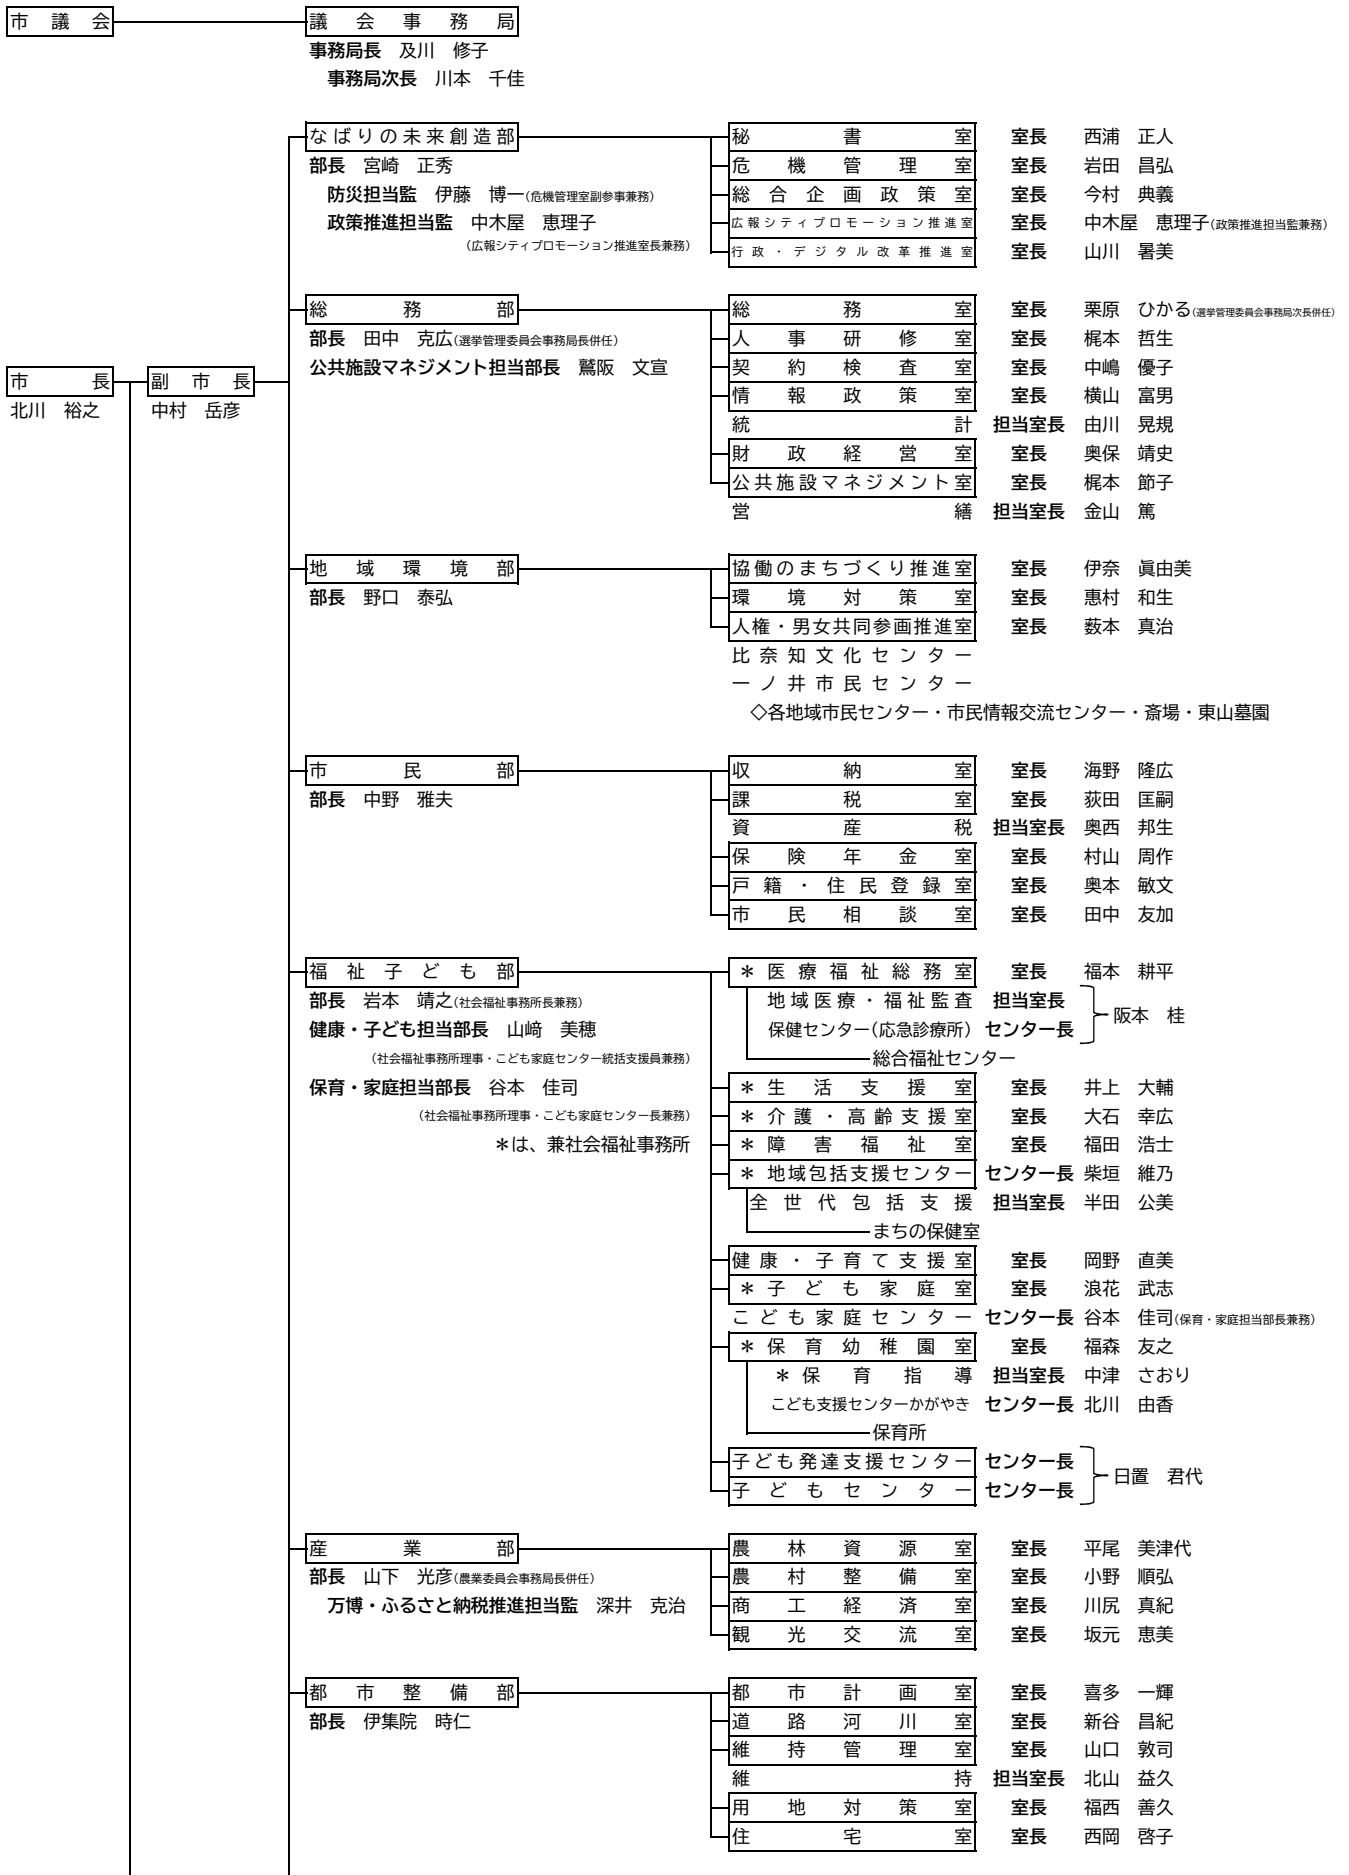 市議会 議会事務局
事務局長 及川 修子
事務局次長 川本 千佳
なばりの未来創造部 秘書室 室長 西浦 正人
部長 宮崎 正秀 危機管理室 室長 岩田 昌弘
防災担当監 伊藤 博一(危機管理室副参事兼務) 総合企画政策室 室長 今村 典義
政策推進担当監 中木屋 恵理子 広報シティプロモーション推進室 室長 中木屋 恵理子(政策推進担当監兼務)
(広報シティプロモーション推進室長兼務)
行政・デジタル改革推進室 室長 山川 暑美
総務部 総務室 室長 栗原 ひかる(選挙管理委員会事務局次長併任)
部長 田中 克広(選挙管理委員会事務局長併任) 人事研修室 室長 梶本 哲生
市長 副市長 公共施設マネジメント担当部長 鷲阪 文宣 契約検査室 室長 中嶋 優子
北川 裕之 中村 岳彦 情報政策室 室長 横山 富男
統計 担当室長 由川 晃規
財政経営室 室長 奥保 靖史
公共施設マネジメント室 室長 梶本 節子
営繕 担当室長 金山 篤
地域環境部 協働のまちづくり推進室 室長 伊奈 眞由美
部長 野口 泰弘 環境対策室 室長 惠村 和生
人権・男女共同参画推進室 室長 薮本 真治
比奈知文化センター
一ノ井市民センター
◇各地域市民センター・市民情報交流センター・斎場・東山墓園
市民部 収納室 室長 海野 隆広
部長 中野 雅夫 課税室 室長 荻田 匡嗣
資産税 担当室長 奥西 邦生
保険年金室 室長 村山 周作
戸籍・住民登録室 室長 奥本 敏文
市民相談室 室長 田中 友加
福祉子ども部 ＊医療福祉総務室 室長 福本 耕平
部長 岩本 靖之(社会福祉事務所長兼務) 地域医療・福祉監査 担当室長
阪本 桂
健康・子ども担当部長 山﨑 美穂 保健センター(応急診療所) センター長
(社会福祉事務所理事・こども家庭センター統括支援員兼務) 総合福祉センター
保育・家庭担当部長 谷本 佳司 ＊生活支援室 室長 井上 大輔
(社会福祉事務所理事・こども家庭センター長兼務) ＊介護・高齢支援室 室長 大石 幸広
＊は、兼社会福祉事務所 ＊障害福祉室 室長 福田 浩士
＊地域包括支援センター センター長 柴垣 維乃
全世代包括支援 担当室長 半田 公美
まちの保健室
健康・子育て支援室 室長 岡野 直美
＊子ども家庭室 室長 浪花 武志
こども家庭センター センター長 谷本 佳司(保育・家庭担当部長兼務)
＊保育幼稚園室 室長 福森 友之
＊保育指導 担当室長 中津 さおり
こども支援センターかがやき センター長 北川 由香
保育所
子ども発達支援センター センター長
日置 君代
子どもセンター センター長
産業部 農林資源室 室長 平尾 美津代
部長 山下 光彦(農業委員会事務局長併任) 農村整備室 室長 小野 順弘
万博・ふるさと納税推進担当監 深井 克治 商工経済室 室長 川尻 真紀
観光交流室 室長 坂元 恵美
都市整備部 都市計画室 室長 喜多 一輝
部長 伊集院 時仁 道路河川室 室長 新谷 昌紀
維持管理室 室長 山口 敦司
維持 担当室長 北山 益久
用地対策室 室長 福西 善久
住宅室 室長 西岡 啓子